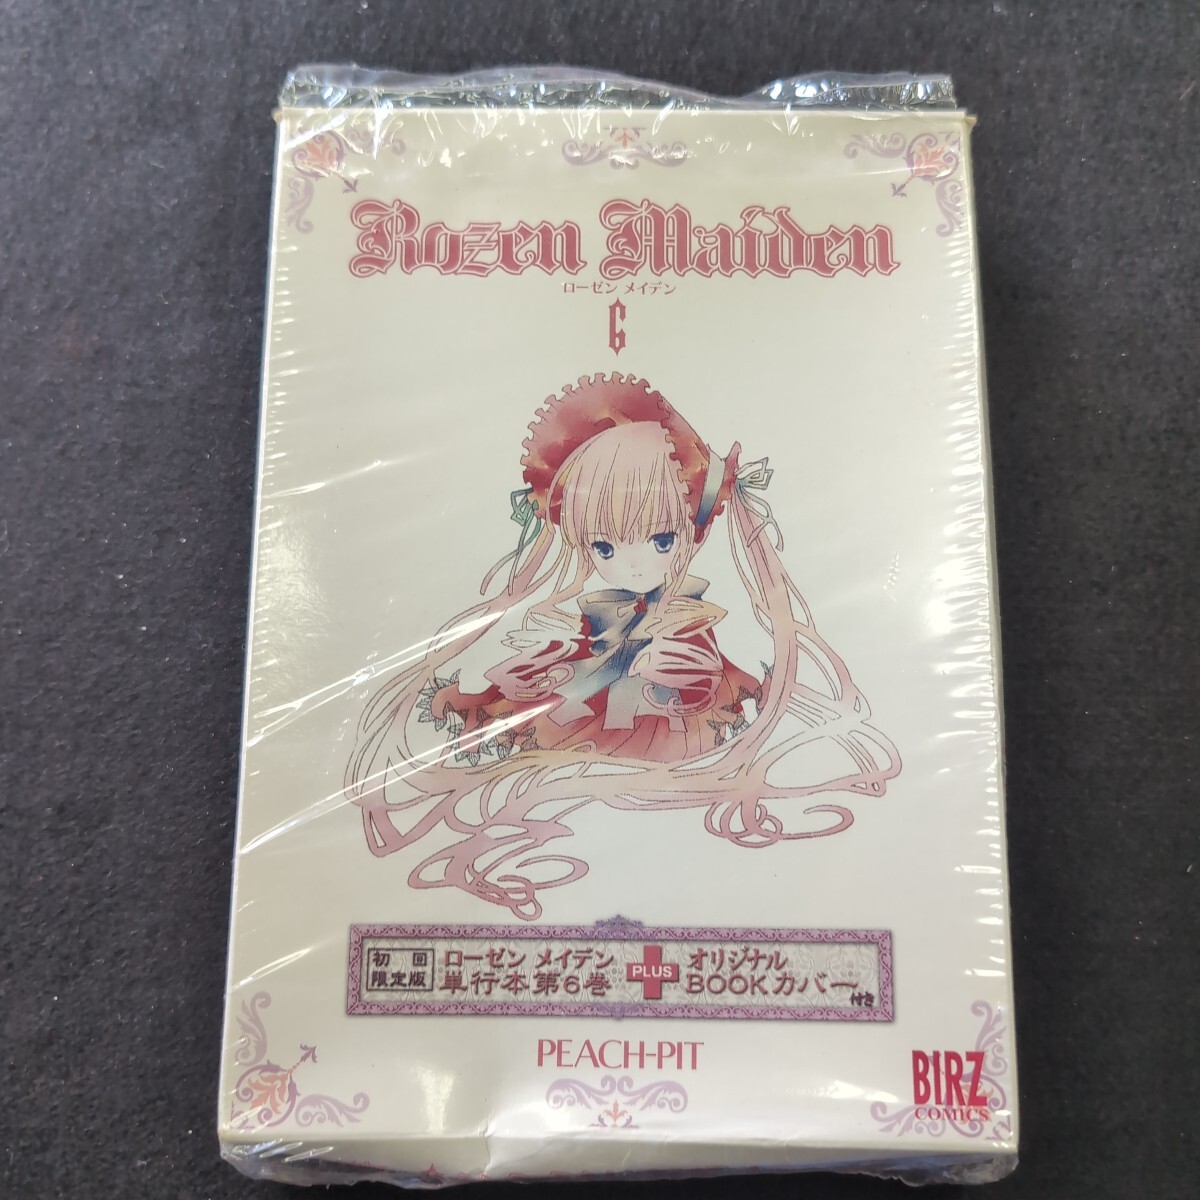 Rozen Maiden
ローゼン メイデン
6
初回
限定版
ローゼン メイデン
単行本第6巻
PLUS
オリジナル
BOOKカバー付き
PEACH-PIT
BIRZ
COMICS